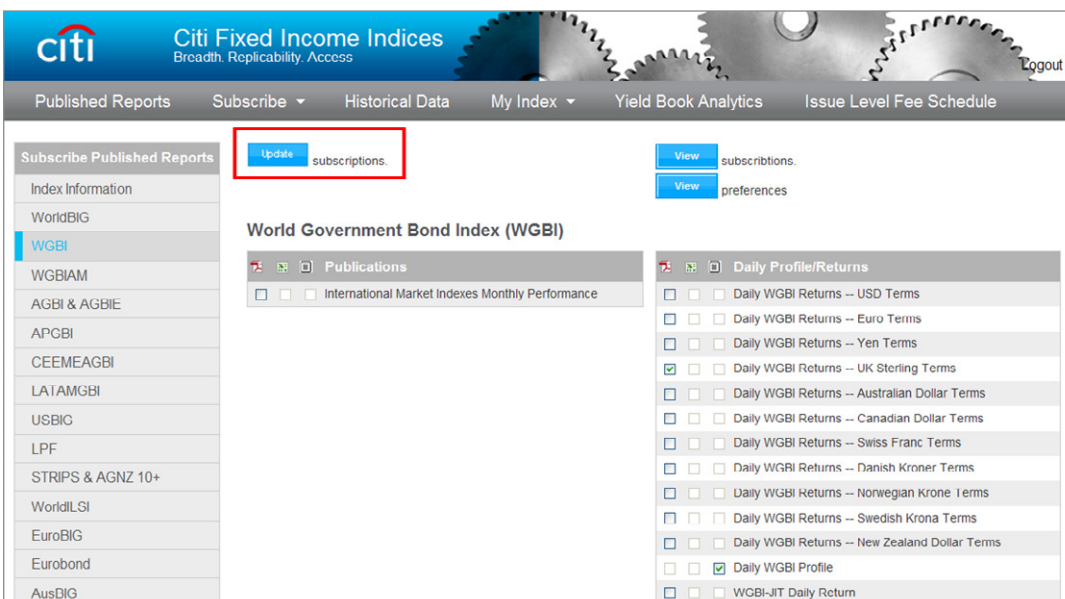 citi
Citi Fixed Income Indices
Breadth. Replicability. Access
Logout
Published Reports Subscribe My Index Historical Data Yield Book Analytics Issue Level Fee Schedule
Subscribe Published Reports
Index Information
WorldBIG
WGBI
WGBIAM
AGBI & AGBIE
APGBI
CEEMEAGBI
LATAMGBI
USBIG
LPF
STRIPS & AGNZ 10+
WorldILSI
EuroBIG
Eurobond
AusBIG
Update subscriptions.
View subscribtions.
View preferences
World Government Bond Index (WGBI)
Publications
International Market Indexes Monthly Performance
Daily Profile/Returns
Daily WGBI Returns -- USD Terms
Daily WGBI Returns -- Euro Terms
Daily WGBI Returns -- Yen Terms
Daily WGBI Returns -- UK Sterling Terms
Daily WGBI Returns -- Australian Dollar Terms
Daily WGBI Returns -- Canadian Dollar Terms
Daily WGBI Returns -- Swiss Franc Terms
Daily WGBI Returns -- Danish Kroner Terms
Daily WGBI Returns -- Norwegian Krone Terms
Daily WGBI Returns -- Swedish Krona Terms
Daily WGBI Returns -- New Zealand Dollar Terms
Daily WGBI Profile
WGBI-JIT Daily Return